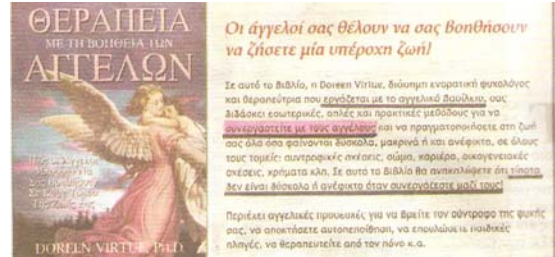 ΘΕΡΑΠΕΙΑ
ΜΕ ΤΗ ΒΟΗΘΕΙΑ ΤΩΝ
ΑΓΓΕΛΩΝ
DOREEN VIRTUE, PH.D.
Οι άγγελοί σας θέλουν να σας βοηθήσουν
να ζήσετε μία υπέροχη ζωή!
Σε αυτό το βιβλίο, η Doreen Virtue, διάσημη ενορατική ψυχολόγος
και θεραπεύτρια που εργάζεται με το αγγελικό βασίλειο, σας
διδάσκει εσωτερικές, απλές και πρακτικές μεθόδους για να
συνεργαστείτε με τους αγγέλους και να πραγματοποιήσετε στη ζωή
σας όλα όσα φαίνονται δύσκολα, μακρινά ή και ανέφικτα, σε όλους
τους τομείς: συντροφικές σχέσεις, σώμα, καριέρα, οικογενειακές
σχέσεις, χρήματα κλπ. Σε αυτό το βιβλίο θα ανακαλύψετε ότι τίποτα
δεν είναι δύσκολο ή ανέφικτο όταν συνεργάζεστε μαζί τους!
Περιέχει αγγελικές προσευχές για να βρείτε τον σύντροφο της ψυχής
σας, να αποκτήσετε αυτοπεποίθηση, να επουλώσετε παιδικές
πληγές, να θεραπευτείτε από τον πόνο κ.α.